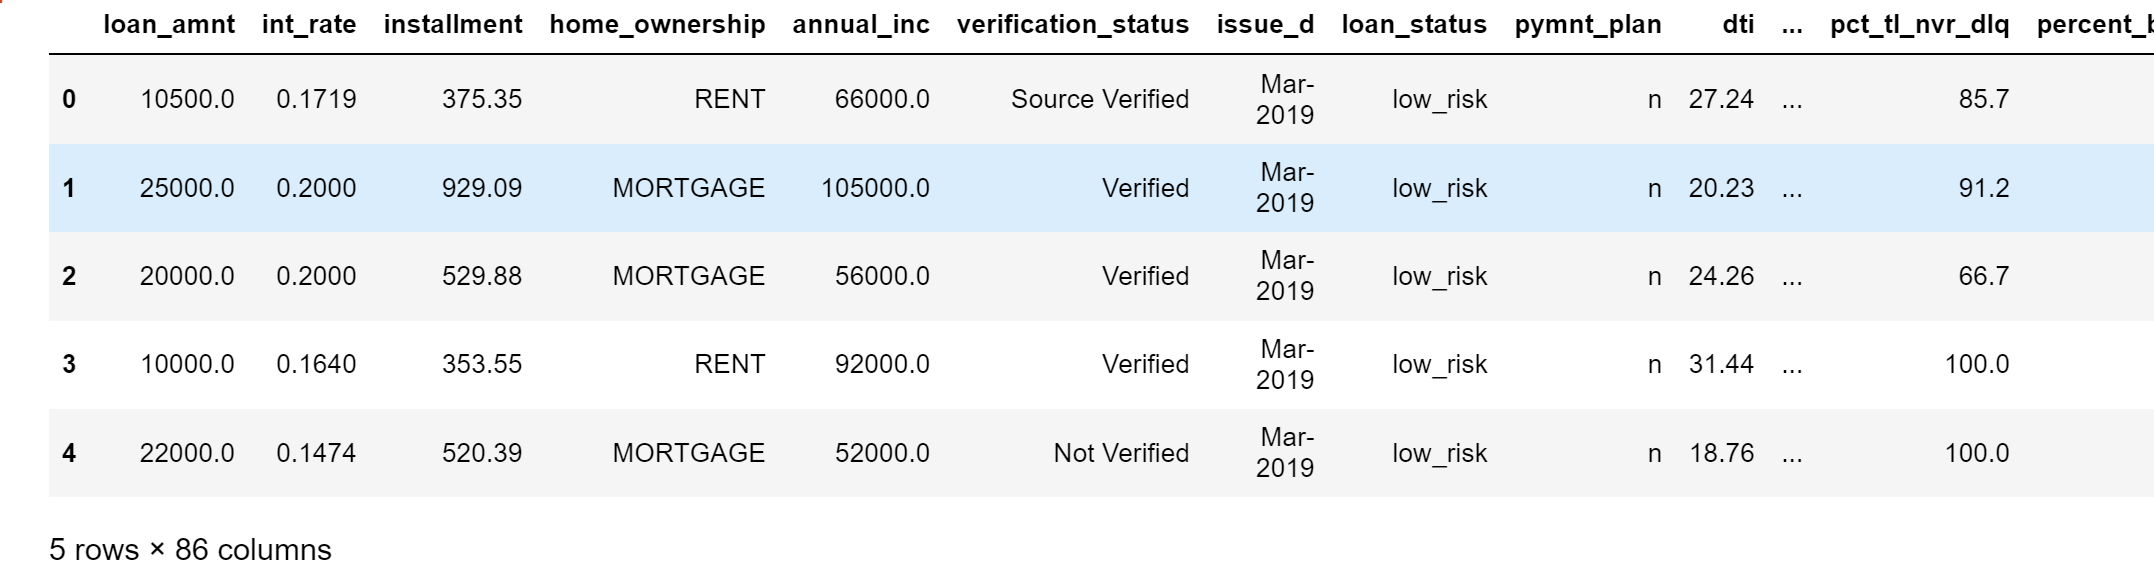 loan_amnt int_rate installment home_ownership annual_inc verification_status issue_d loan_status pymnt_plan dti ... pct_tl_nvr_dlq
0 10500.0 0.1719 375.35 RENT 66000.0 Source Verified Mar-2019 low_risk n 27.24 ... 85.7
1 25000.0 0.2000 929.09 MORTGAGE 105000.0 Verified Mar-2019 low_risk n 20.23 ... 91.2
2 20000.0 0.2000 529.88 MORTGAGE 56000.0 Verified Mar-2019 low_risk n 24.26 ... 66.7
3 10000.0 0.1640 353.55 RENT 92000.0 Verified Mar-2019 low_risk n 31.44 ... 100.0
4 22000.0 0.1474 520.39 MORTGAGE 52000.0 Not Verified Mar-2019 low_risk n 18.76 ... 100.0
5 rows × 86 columns